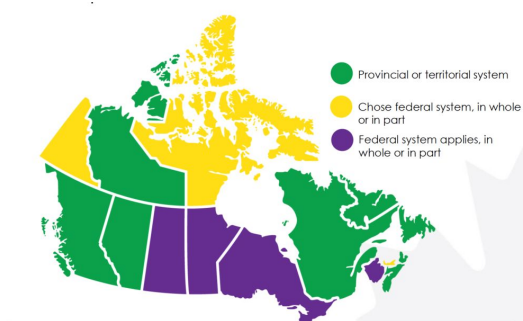 Provincial or territorial system
Chose federal system, in whole
or in part
Federal system applies, in
whole or in part